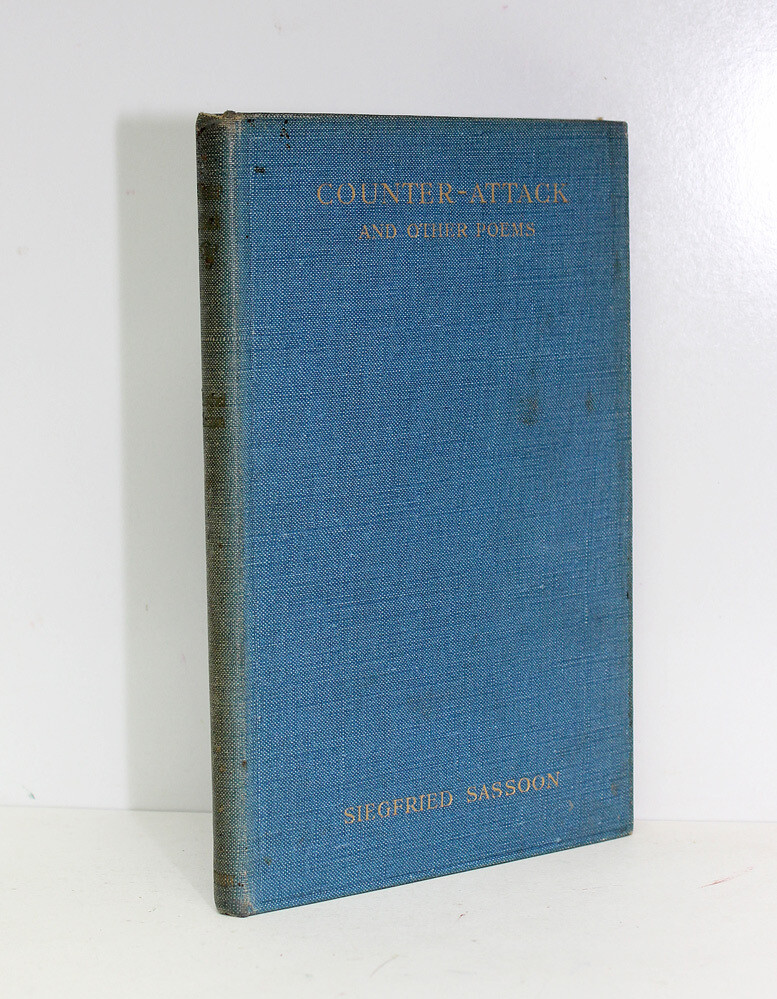 COUNTER-ATTACK
AND OTHER POEMS
SIEGFRIED SASSOON